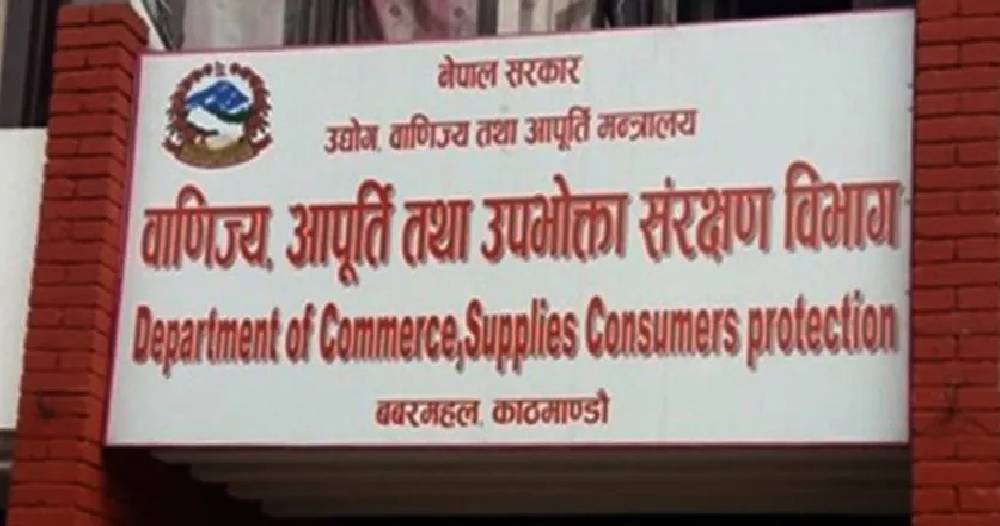 नेपाल सरकार
उद्योग, वाणिज्य तथा आपूर्ति मन्त्रालय
वाणिज्य, आपूर्ति तथा उपभोक्ता संरक्षण विभाग
Department of Commerce,Supplies Consumers protection
बबरमहल, काठमाण्डौ